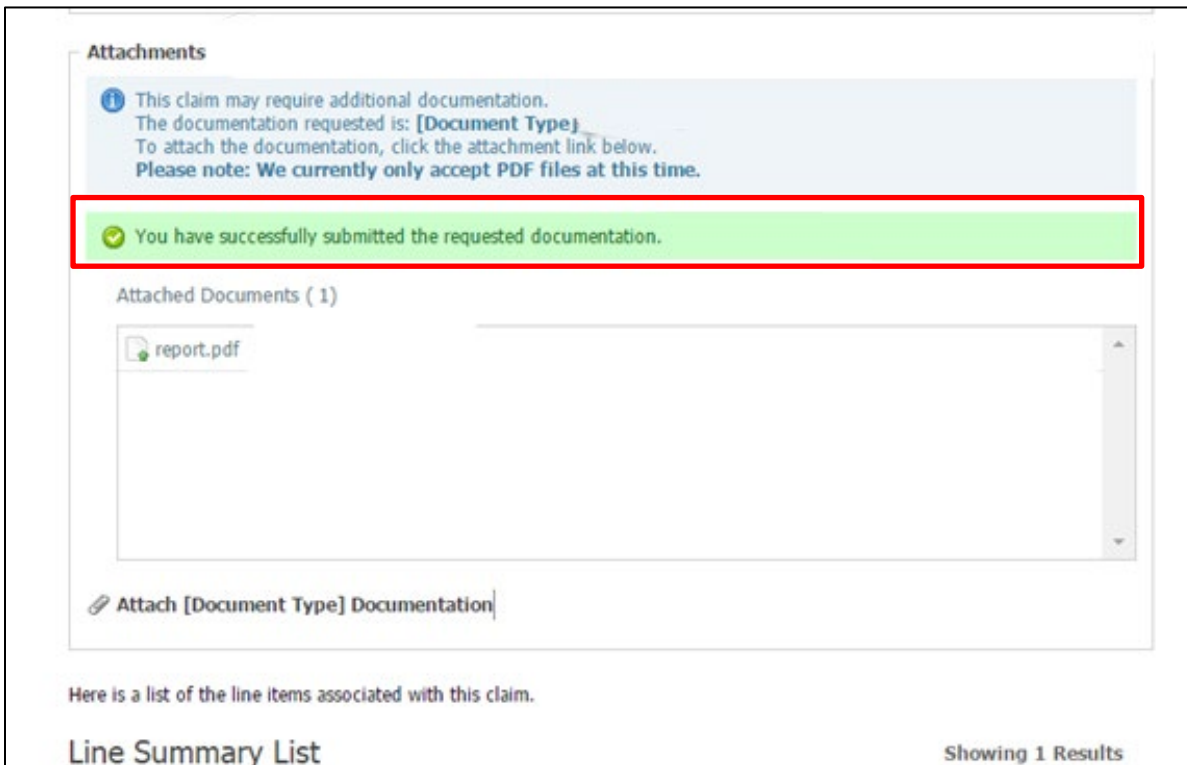 Attachments
This claim may require additional documentation.
The documentation requested is: [Document Type]
To attach the documentation, click the attachment link below.
Please note: We currently only accept PDF files at this time.
You have successfully submitted the requested documentation.
Attached Documents ( 1)
report.pdf
Attach [Document Type] Documentation
Here is a list of the line items associated with this claim.
Line Summary List
Showing 1 Results